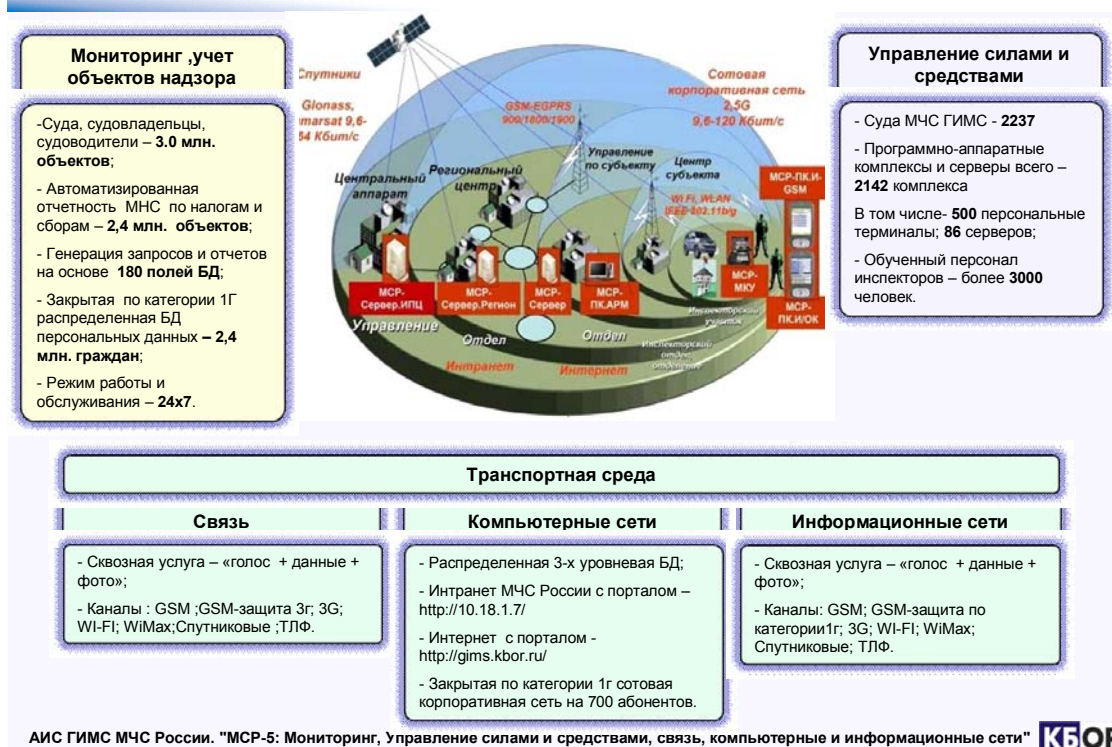 Мониторинг ,учет
объектов надзора
-Суда, судовладельцы,
судоводители – 3.0 млн.
объектов;
- Автоматизированная
отчетность МНС по налогам и
сборам – 2,4 млн. объектов;
- Генерация запросов и отчетов
на основе 180 полей БД;
- Закрытая по категории 1Г
распределенная БД
персональных данных – 2,4
млн. граждан;
- Режим работы и
обслуживания – 24х7.
Спутники
Glonass,
marsat 9,6-
64 Кбит/с
GSM-EGPRS
900/1800/1900
Сотовая
корпоративная сеть
2,5G
9,6-120 Кбит/с
Центральный
аппарат
Региональный
центр
Управление
по субъекту
Центр
субъекта
Wi Fi, WLAN
IEEE 802.11b/g
МСР-ПК.И-
GSM
МСР-
Сервер.ИПЦ
МСР-
Сервер.Регион
МСР-
Сервер
МСР-
ПК.АРМ
МСР-
МКУ
МСР-
ПК.И/ОК
Управление
Отдел
Отдел
Инспекторский
участок
Инспекторский
отдел,
отделение
Интранет
Интернет
Управление силами и
средствами
- Суда МЧС ГИМС - 2237
- Программно-аппаратные
комплексы и серверы всего –
2142 комплекса
В том числе- 500 персональные
терминалы; 86 серверов;
- Обученный персонал
инспекторов – более 3000
человек.
Транспортная среда
Связь
- Сквозная услуга – «голос + данные +
фото»;
- Каналы : GSM ;GSM-защита 3г; 3G;
WI-FI; WiMax;Спутниковые ;ТЛФ.
Компьютерные сети
- Распределенная 3-х уровневая БД;
- Интранет МЧС России с порталом –
http://10.18.1.7/
- Интернет с порталом -
http://gims.kbor.ru/
- Закрытая по категории 1г сотовая
корпоративная сеть на 700 абонентов.
Информационные сети
- Сквозная услуга – «голос + данные +
фото»;
- Каналы: GSM; GSM-защита по
категории1г; 3G; WI-FI; WiMax;
Спутниковые; ТЛФ.
АИС ГИМС МЧС России. "МСР-5: Мониторинг, Управление силами и средствами, связь, компьютерные и информационные сети"
КБОР